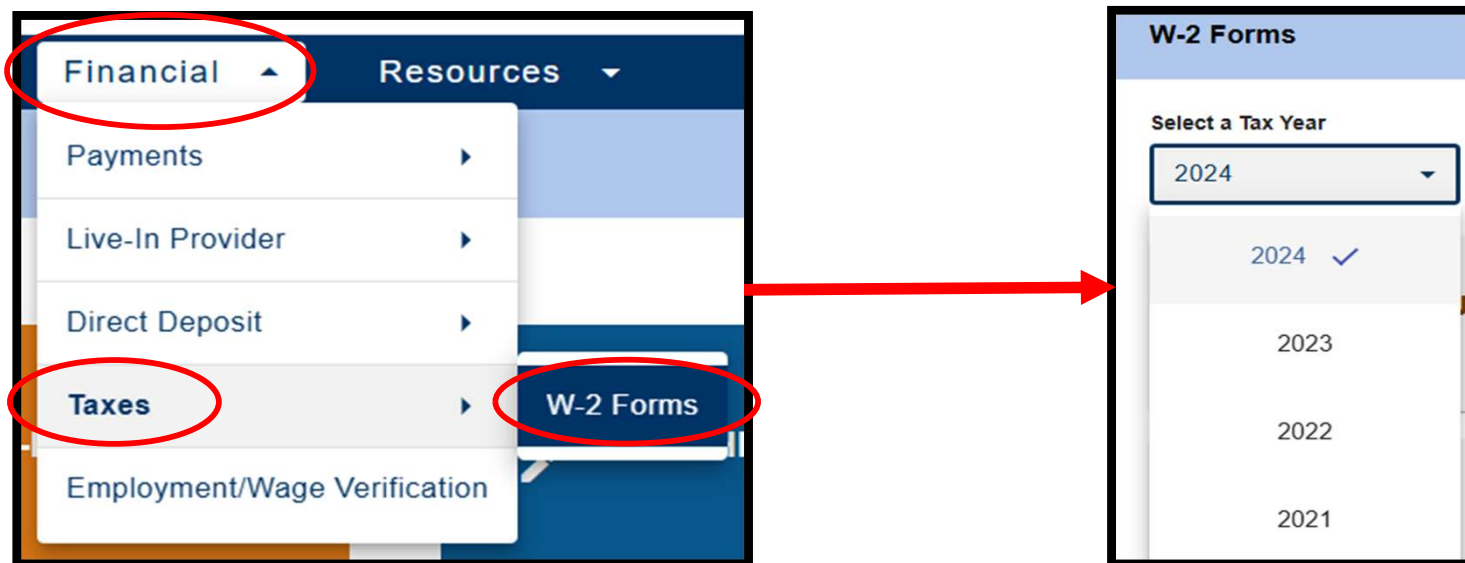 Financial
Resources
Payments
Live-In Provider
Direct Deposit
Taxes
W-2 Forms
Employment/Wage Verification
W-2 Forms
Select a Tax Year
2024
2024
2023
2022
2021